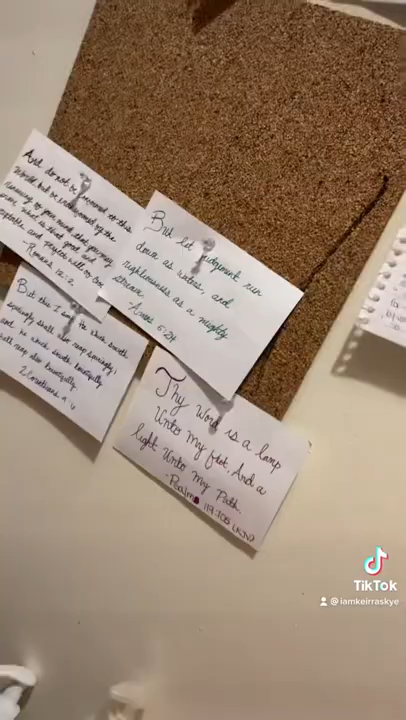 And do not be conformed to this
World, but be transformed by the
renewing of your mind that you may
prove what is that good and
acceptable and perfect will of God.
-Romans 12:2
But let judgment run
down as waters, and
righteousness as a mighty
stream.
-Amos 5:24
But this I say: He which soweth
sparingly shall also reap sparingly;
and he which soweth bountifully
will reap also bountifully.
2 Corinthians 9:6
Thy Word is a lamp
Unto My feet, And a
light Unto My Path.
-Psalm 119:105 (KJV)
TikTok
@iamkeirraskye